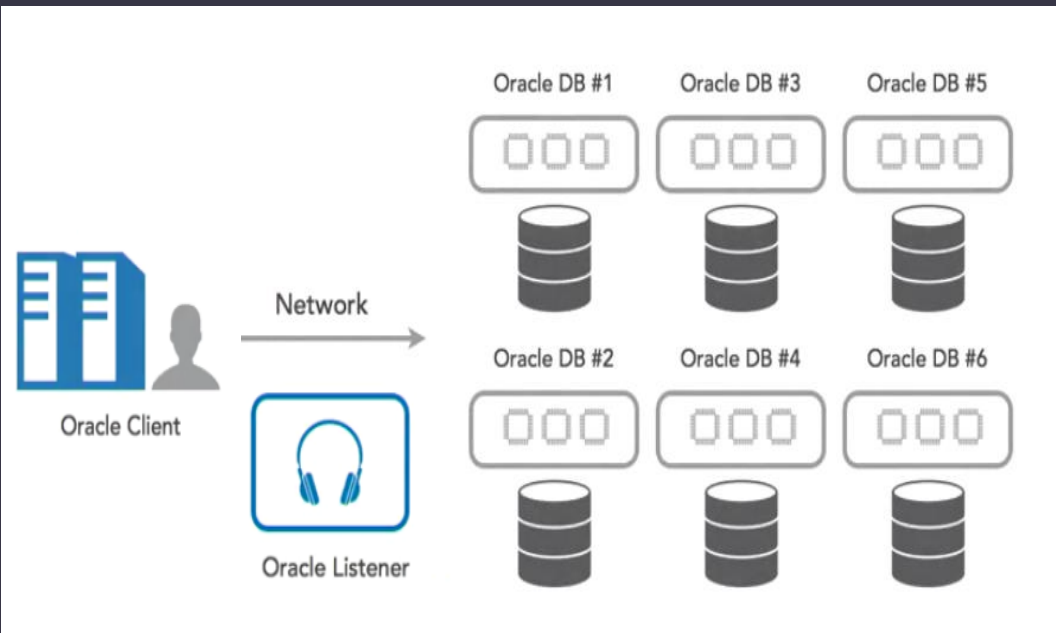 Oracle DB #1
Oracle DB #3
Oracle DB #5
Network
Oracle DB #2
Oracle DB #4
Oracle DB #6
Oracle Client
Oracle Listener